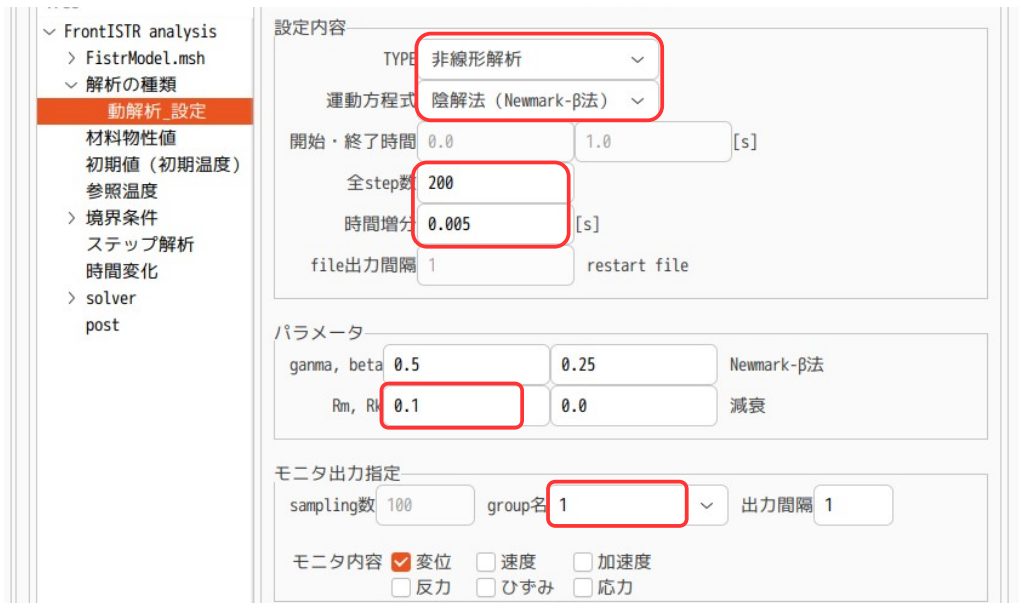 FrontISTR analysis
FistrModel.msh
解析の種類
動解析_設定
材料物性値
初期値（初期温度）
参照温度
境界条件
ステップ解析
時間変化
solver
post
設定内容
TYPE 非線形解析
運動方程式 陰解法（Newmark-β法）
開始・終了時間 0.0 1.0 [s]
全step数 200
時間増分 0.005 [s]
file出力間隔 1 restart file
パラメータ
ganma, beta 0.5 0.25 Newmark-β法
Rm, Rk 0.1 0.0 減衰
モニタ出力指定
sampling数 100 group名 1 出力間隔 1
モニタ内容 変位 速度 加速度
反力 ひずみ 応力